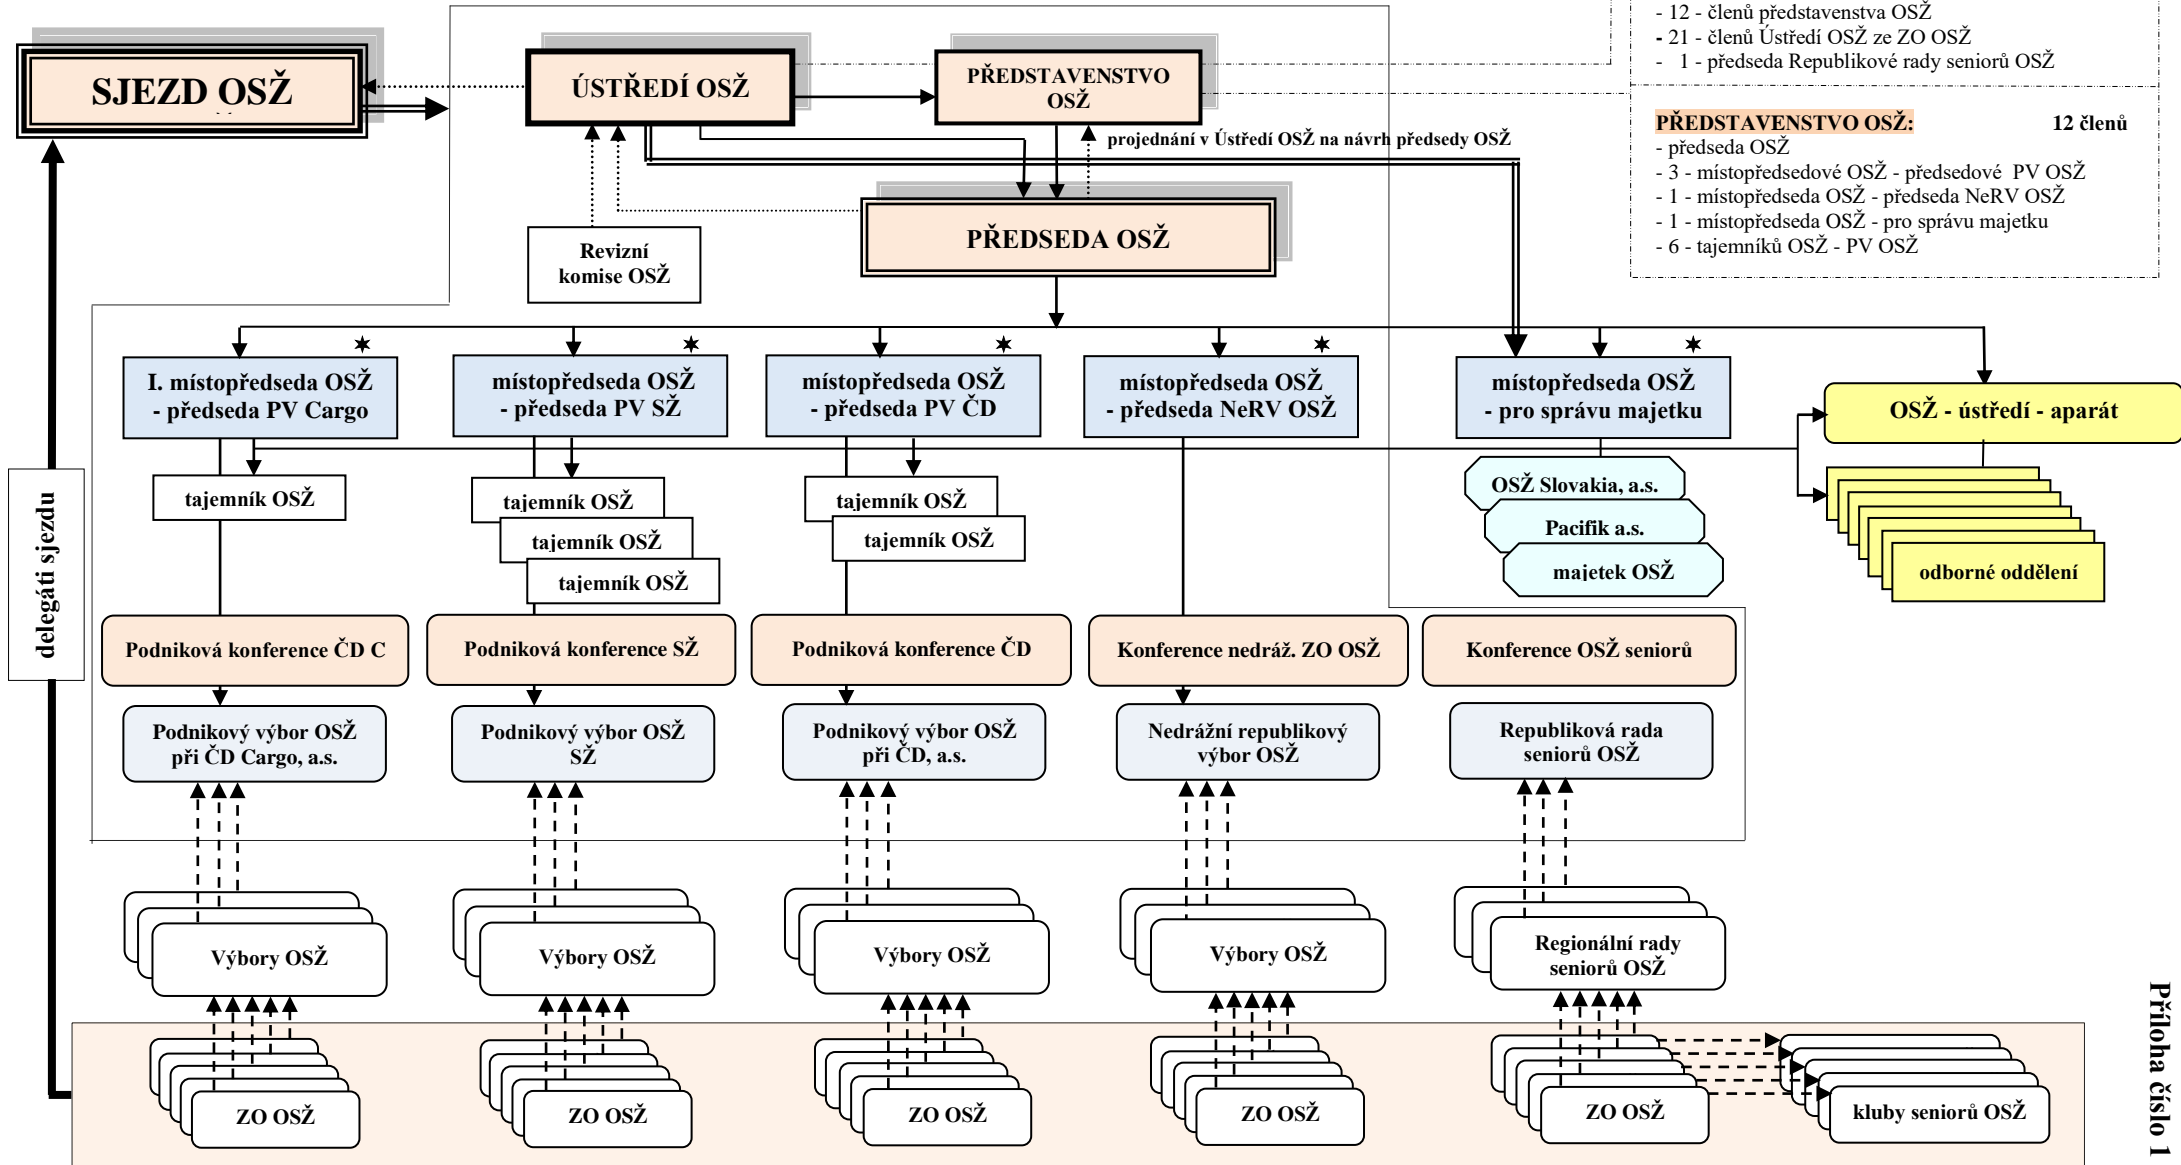 - 12 - členů představenstva OSŽ
- 21 - členů Ústředí OSŽ ze ZO OSŽ
- 1 - předseda Republikové rady seniorů OSŽ
SJEZD OSŽ
ÚSTŘEDÍ OSŽ
PŘEDSTAVENSTVO
OSŽ
PŘEDSTAVENSTVO OSŽ: 12 členů
- předseda OSŽ
- 3 - místopředsedové OSŽ - předsedové PV OSŽ
- 1 - místopředseda OSŽ - předseda NeRV OSŽ
- 1 - místopředseda OSŽ - pro správu majetku
- 6 - tajemníků OSŽ - PV OSŽ
projednání v Ústředí OSŽ na návrh předsedy OSŽ
Revizní
komise OSŽ
PŘEDSEDA OSŽ
I. místopředseda OSŽ
- předseda PV Cargo
místopředseda OSŽ
- předseda PV SŽ
místopředseda OSŽ
- předseda PV ČD
místopředseda OSŽ
- předseda NeRV OSŽ
místopředseda OSŽ
- pro správu majetku
OSŽ - ústředí - aparát
tajemník OSŽ
tajemník OSŽ
tajemník OSŽ
tajemník OSŽ
tajemník OSŽ
tajemník OSŽ
OSŽ Slovakia, a.s.
Pacifik a.s.
majetek OSŽ
odborné oddělení
delegáti sjezdu
Podniková konference ČD C
Podniková konference SŽ
Podniková konference ČD
Konference nedráž. ZO OSŽ
Konference OSŽ seniorů
Podnikový výbor OSŽ
při ČD Cargo, a.s.
Podnikový výbor OSŽ
SŽ
Podnikový výbor OSŽ
při ČD, a.s.
Nedrážní republikový
výbor OSŽ
Republiková rada
seniorů OSŽ
Výbory OSŽ
Výbory OSŽ
Výbory OSŽ
Výbory OSŽ
Regionální rady
seniorů OSŽ
ZO OSŽ
ZO OSŽ
ZO OSŽ
ZO OSŽ
ZO OSŽ
kluby seniorů OSŽ
Příloha číslo 1